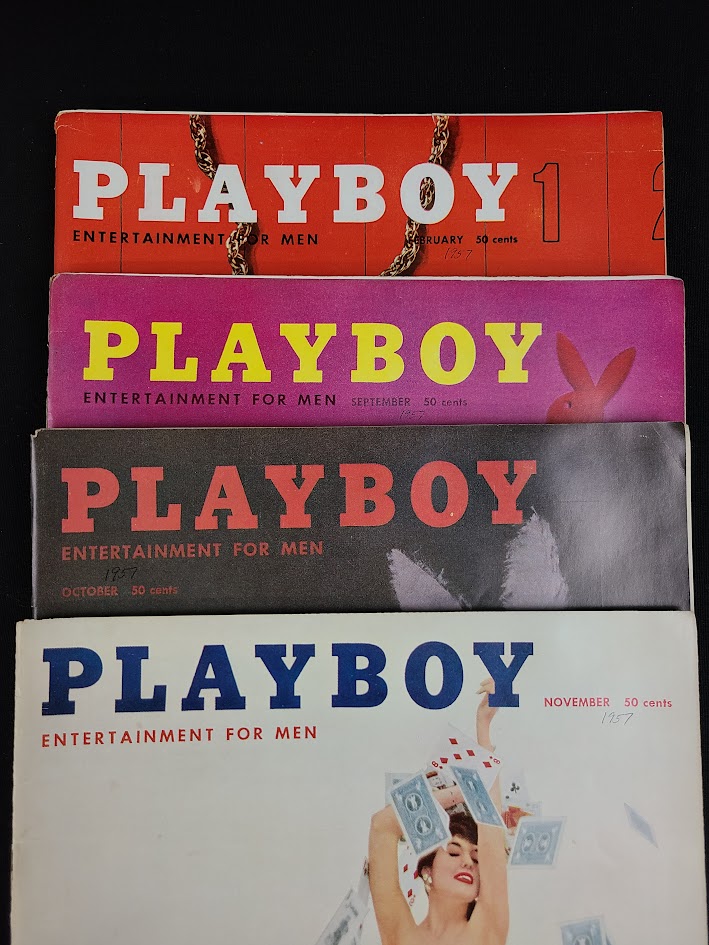 PLAYBOY
1
ENTERTAINMENT FOR MEN
FEBRUARY 50 cents
1957
PLAYBOY
ENTERTAINMENT FOR MEN
SEPTEMBER 50 cents
1957
PLAYBOY
ENTERTAINMENT FOR MEN
1957
OCTOBER 50 cents
PLAYBOY
NOVEMBER 50 cents
1957
ENTERTAINMENT FOR MEN
8